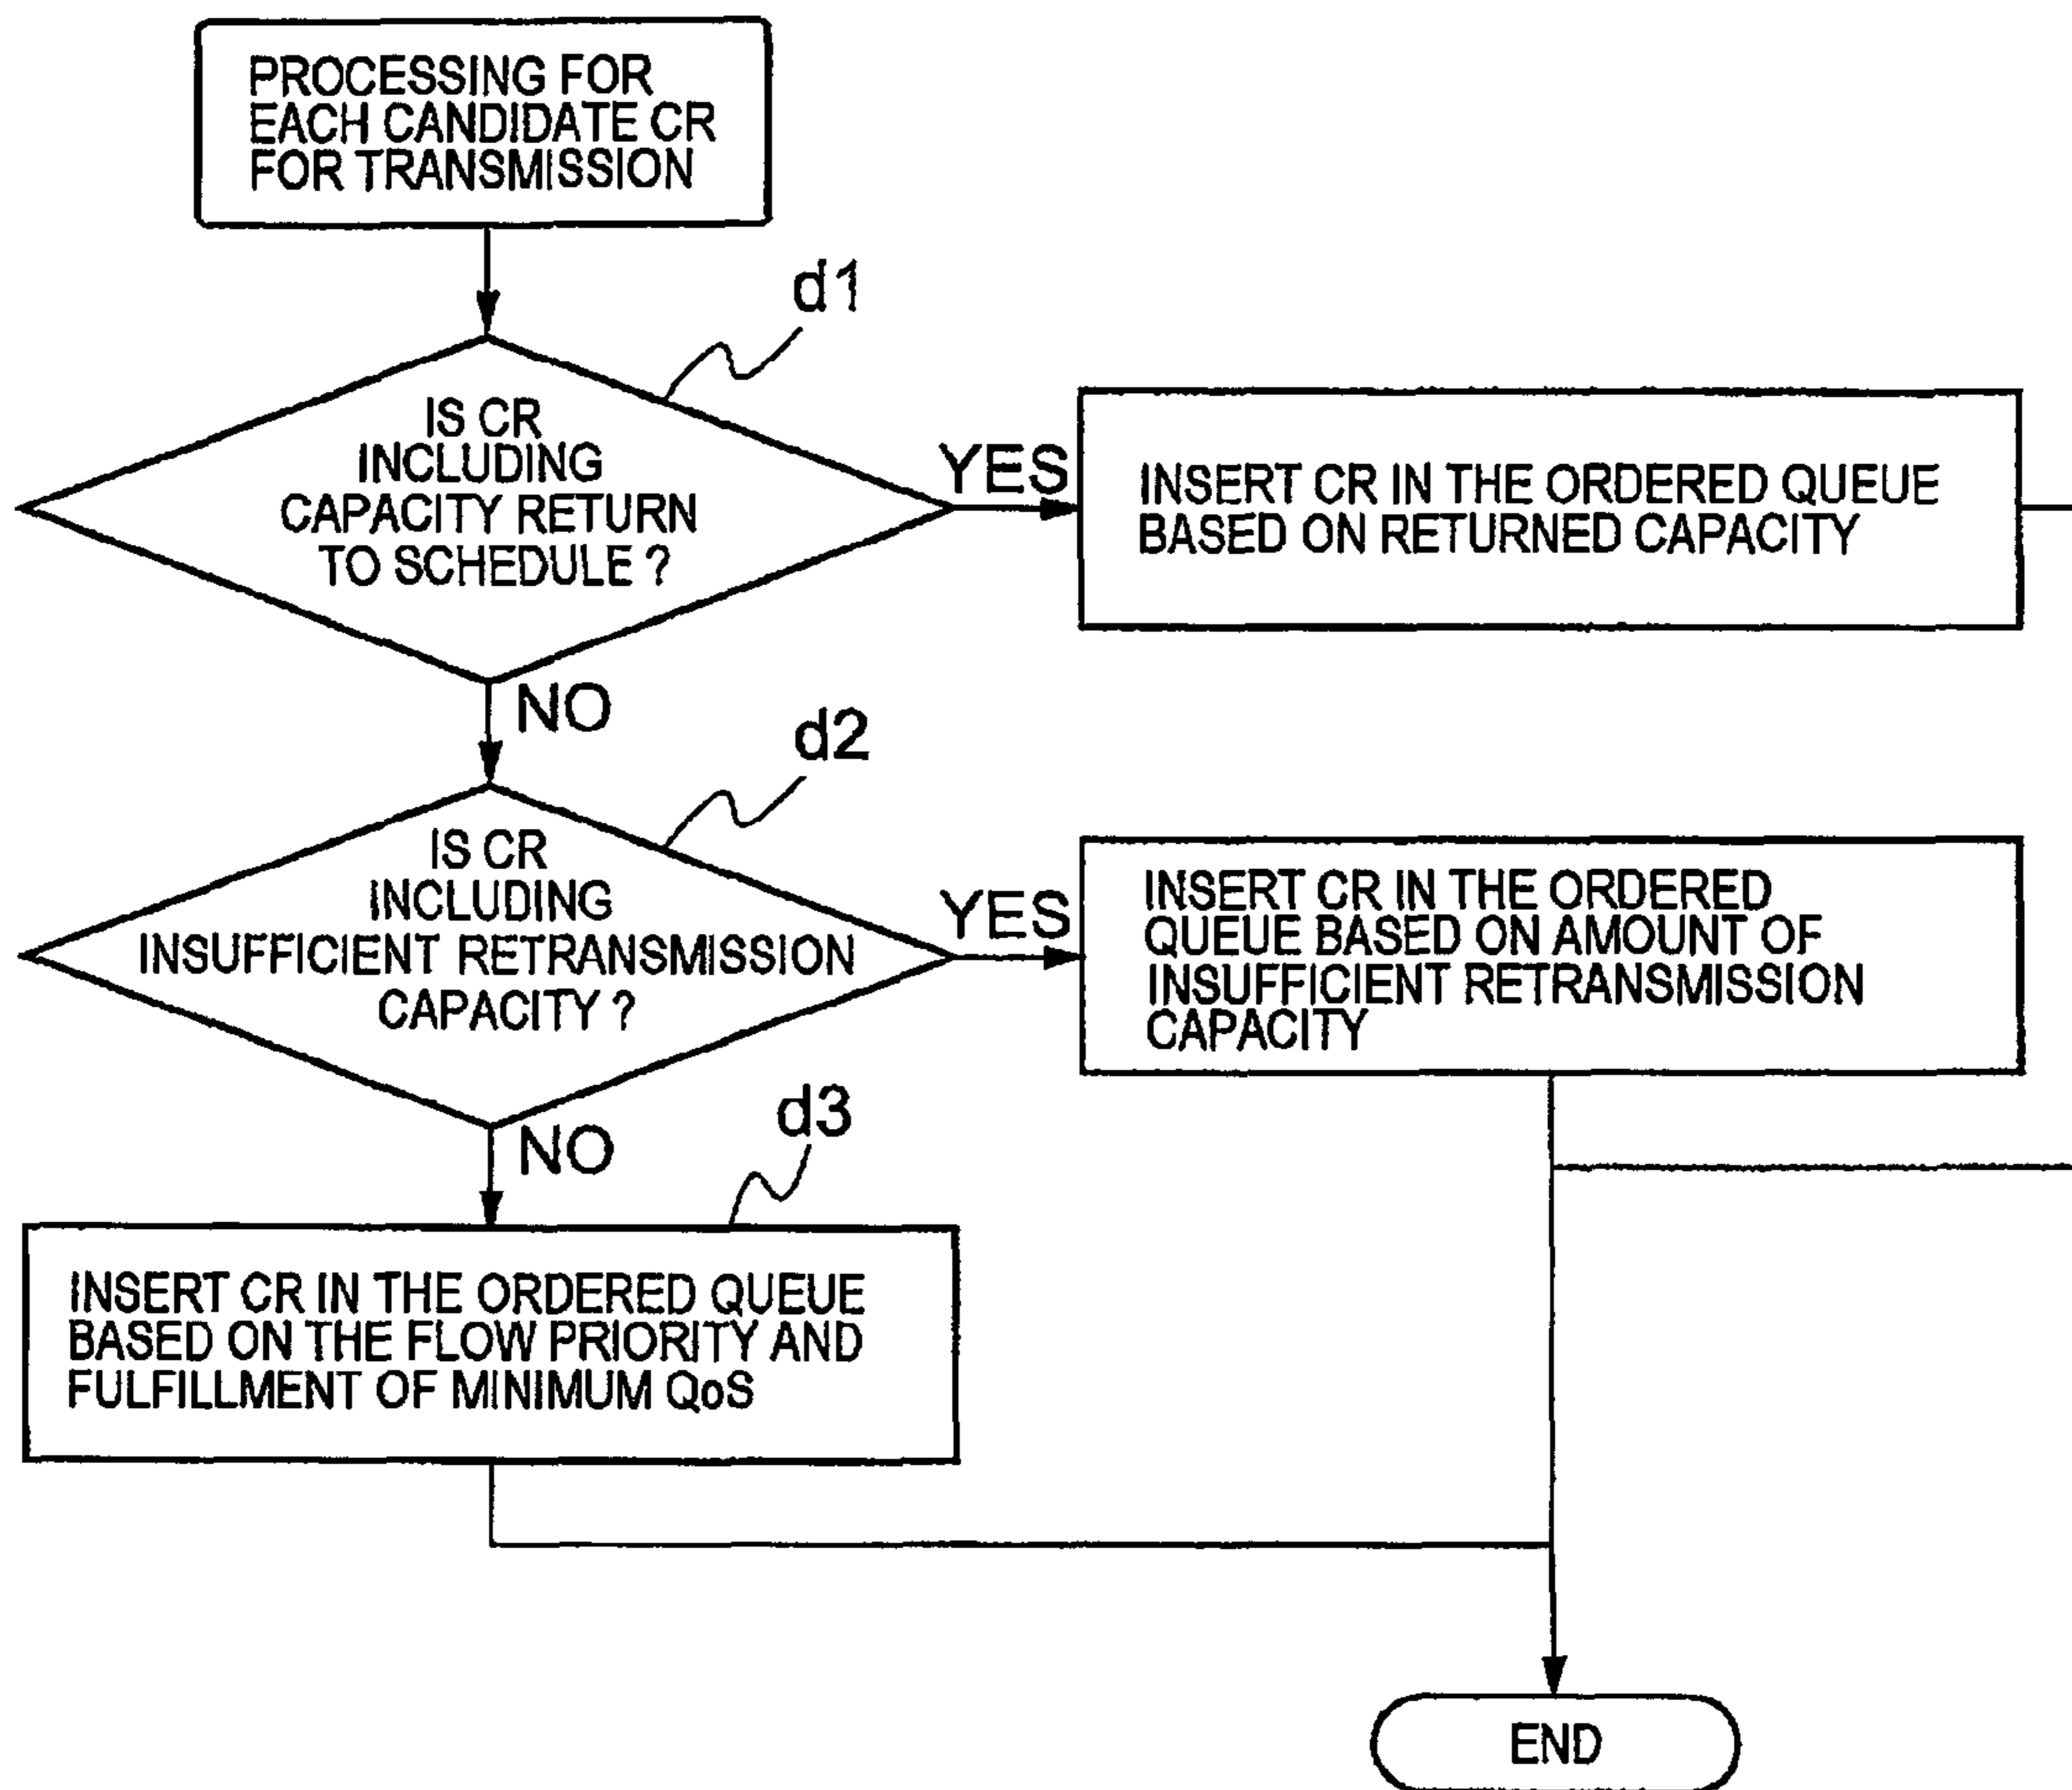 PROCESSING FOR
EACH CANDIDATE CR
FOR TRANSMISSION
d1
IS CR
INCLUDING
CAPACITY RETURN
TO SCHEDULE ?
YES
INSERT CR IN THE ORDERED QUEUE
BASED ON RETURNED CAPACITY
NO
d2
IS CR
INCLUDING
INSUFFICIENT RETRANSMISSION
CAPACITY ?
YES
INSERT CR IN THE ORDERED
QUEUE BASED ON AMOUNT OF
INSUFFICIENT RETRANSMISSION
CAPACITY
NO
d3
INSERT CR IN THE ORDERED QUEUE
BASED ON THE FLOW PRIORITY AND
FULFILLMENT OF MINIMUM QoS
END